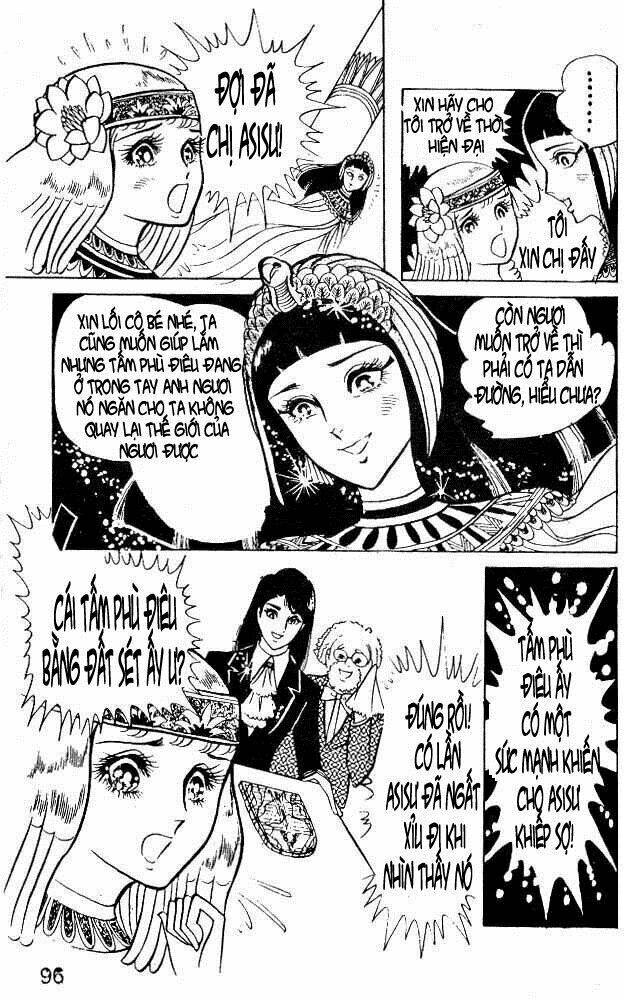 ĐỢI ĐÃ
CHỊ ASISƯ!
XIN HÃY CHO
TÔI TRỞ VỀ THỜI
HIỆN ĐẠI
TÔI
XIN CHỊ ĐẤY
XIN LỐI CÔ BÉ NHÉ, TA
CŨNG MUỐN GIÚP LẮM
NHƯNG TẤM PHÙ ĐIÊU ĐANG
Ở TRONG TAY ANH NGƯƠI
NÓ NGĂN CHO TA KHÔNG
QUAY LẠI THẾ GIỚI CỦA
NGƯƠI ĐƯỢC
CÒN NGƯƠI
MUỐN TRỞ VỀ THÌ
PHẢI CÓ TA DẪN
ĐƯỜNG, HIỂU CHƯA?
CÁI TẤM PHÙ ĐIÊU
BẰNG ĐẤT SÉT ẤY Ư?
ĐÚNG RỒI!
CÓ LẦN
ASISƯ ĐÃ NGẤT
XỈU ĐI KHI
NHÌN THẤY NÓ
TẤM PHÙ
ĐIÊU ẤY
CÓ MỘT
SỨC MẠNH KHIẾN
CHO ASISƯ
KHIẾP SỢ!
96